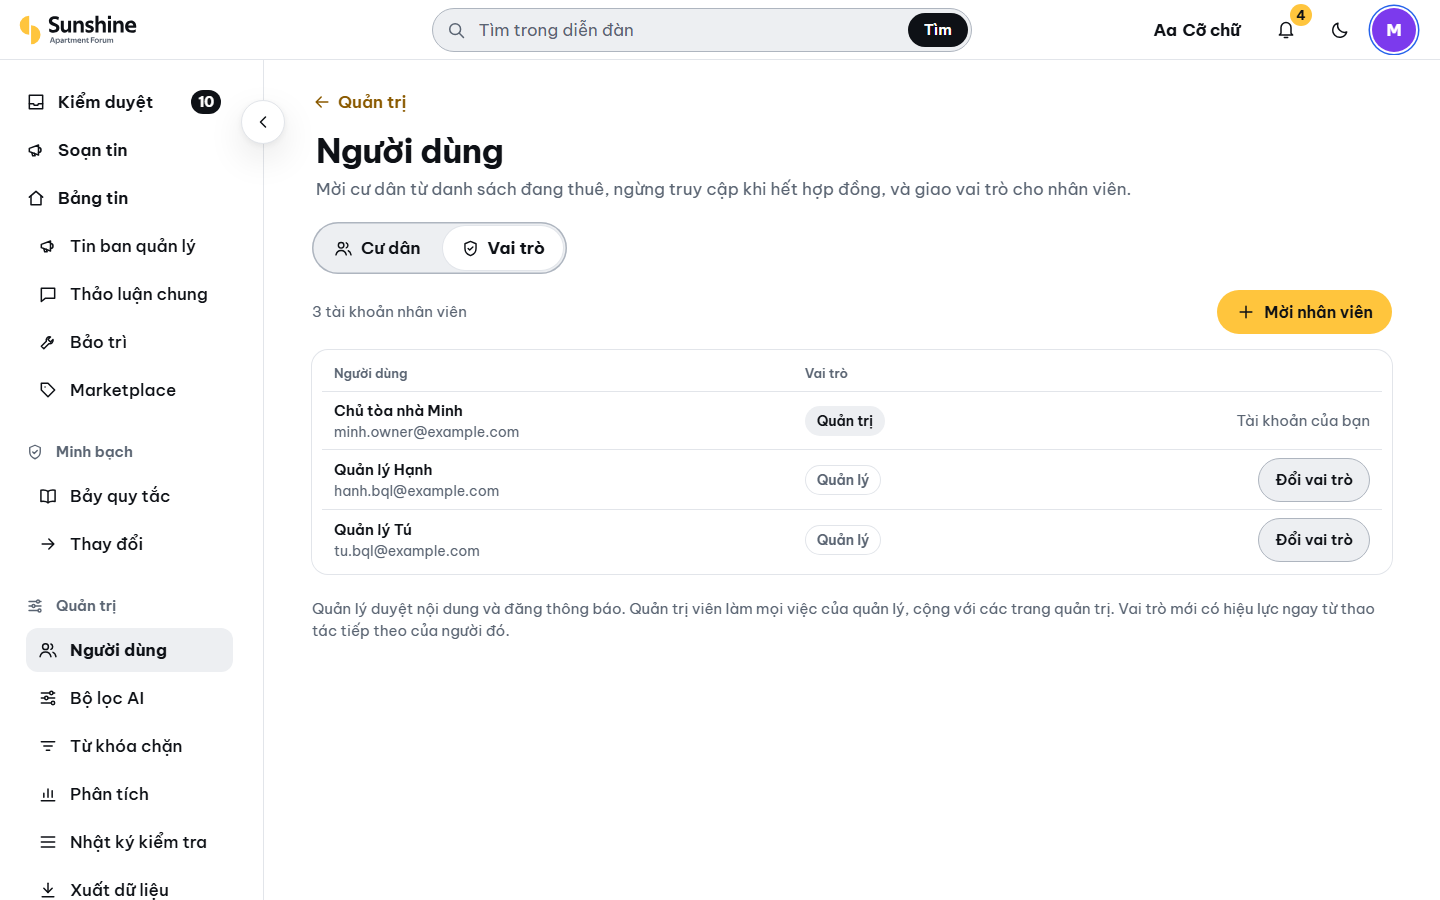 Sunshine
Apartment Forum
Tìm trong diễn đàn
Tìm
Aa Cỡ chữ
4
M
Kiểm duyệt
10
Soạn tin
Bảng tin
Tin ban quản lý
Thảo luận chung
Bảo trì
Marketplace
Minh bạch
Bảy quy tắc
Thay đổi
Quản trị
Người dùng
Bộ lọc AI
Từ khóa chặn
Phân tích
Nhật ký kiểm tra
Xuất dữ liệu
Quản trị
Người dùng
Mời cư dân từ danh sách đang thuê, ngừng truy cập khi hết hợp đồng, và giao vai trò cho nhân viên.
Cư dân
Vai trò
3 tài khoản nhân viên
Mời nhân viên
Người dùng
Vai trò
Chủ tòa nhà Minh
minh.owner@example.com
Quản trị
Tài khoản của bạn
Quản lý Hạnh
hanh.bql@example.com
Quản lý
Đổi vai trò
Quản lý Tú
tu.bql@example.com
Quản lý
Đổi vai trò
Quản lý duyệt nội dung và đăng thông báo. Quản trị viên làm mọi việc của quản lý, cộng với các trang quản trị. Vai trò mới có hiệu lực ngay từ thao
tác tiếp theo của người đó.